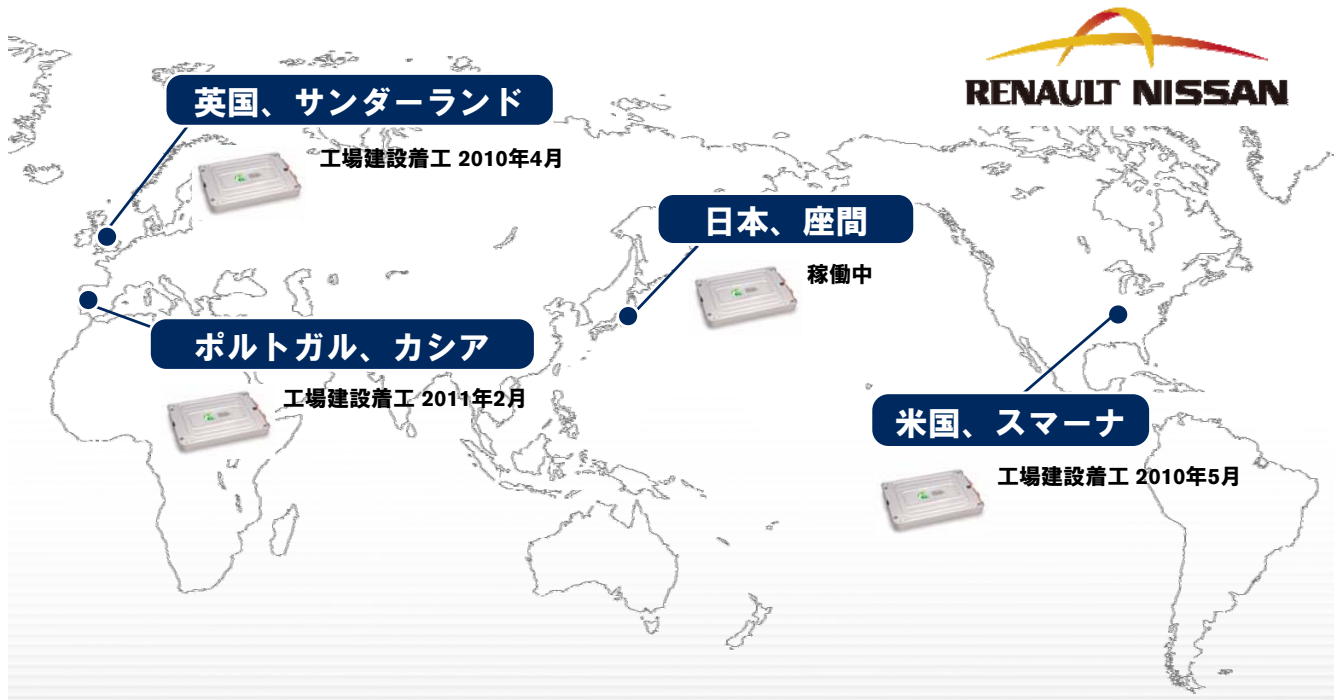 RENAULT NISSAN
英国、サンダーランド
工場建設着工 2010年4月
日本、座間
稼働中
ポルトガル、カシア
工場建設着工 2011年2月
米国、スマーナ
工場建設着工 2010年5月